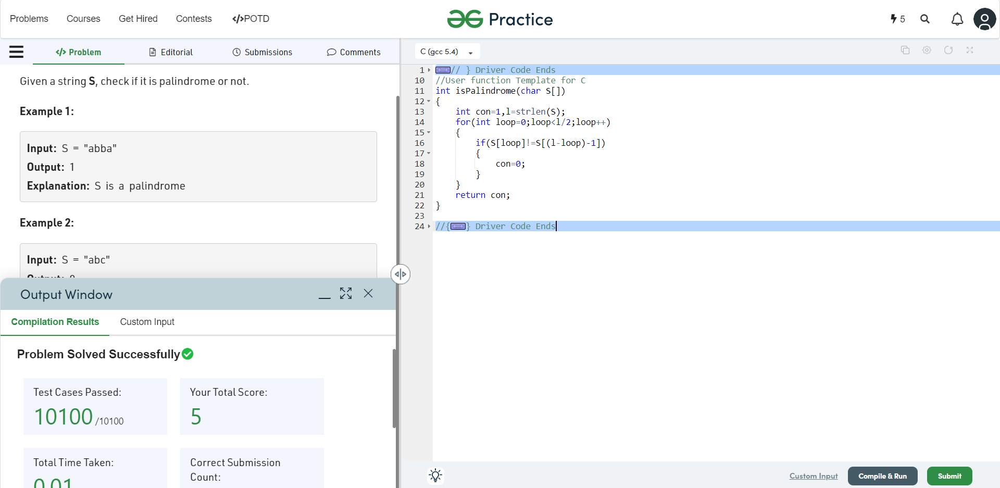 Problems Courses Get Hired Contests </>POTD
Practice
5
</> Problem Editorial Submissions Comments
Given a string S, check if it is palindrome or not.
Example 1:
Input: S = "abba"
Output: 1
Explanation: S is a palindrome
Example 2:
Input: S = "abc"
Output: 0
Output Window
Compilation Results Custom Input
Problem Solved Successfully
Test Cases Passed:
10100 /10100
Your Total Score:
5
Total Time Taken:
0.01
Correct Submission
Count:
C (gcc 5.4)
1 // } Driver Code Ends
10 //User function Template for C
11 int isPalindrome(char S[])
12 {
13 int con=1,l=strlen(S);
14 for(int loop=0;loop<l/2;loop++)
15 {
16 if(S[loop]!=S[(l-loop)-1])
17 {
18 con=0;
19 }
20 }
21 return con;
22 }
23
24 //{ } Driver Code Ends
Custom Input Compile & Run Submit